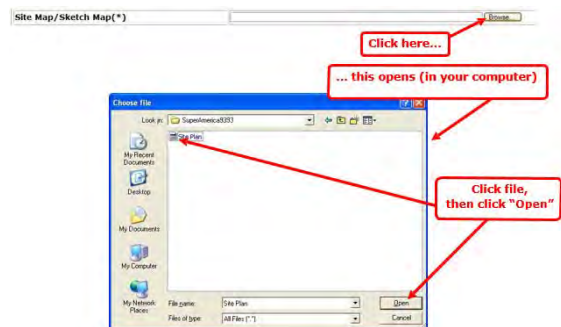 Site Map/Sketch Map(*)
Browse...
Click here...
... this opens (in your computer)
Choose file
Look in:
SuperAmerica9393
Site Plan
My Recent
Documents
Desktop
My Documents
My Computer
My Network
Places
Click file,
then click “Open”
File name:
Site Plan
Open
Files of type:
All Files (*.*)
Cancel